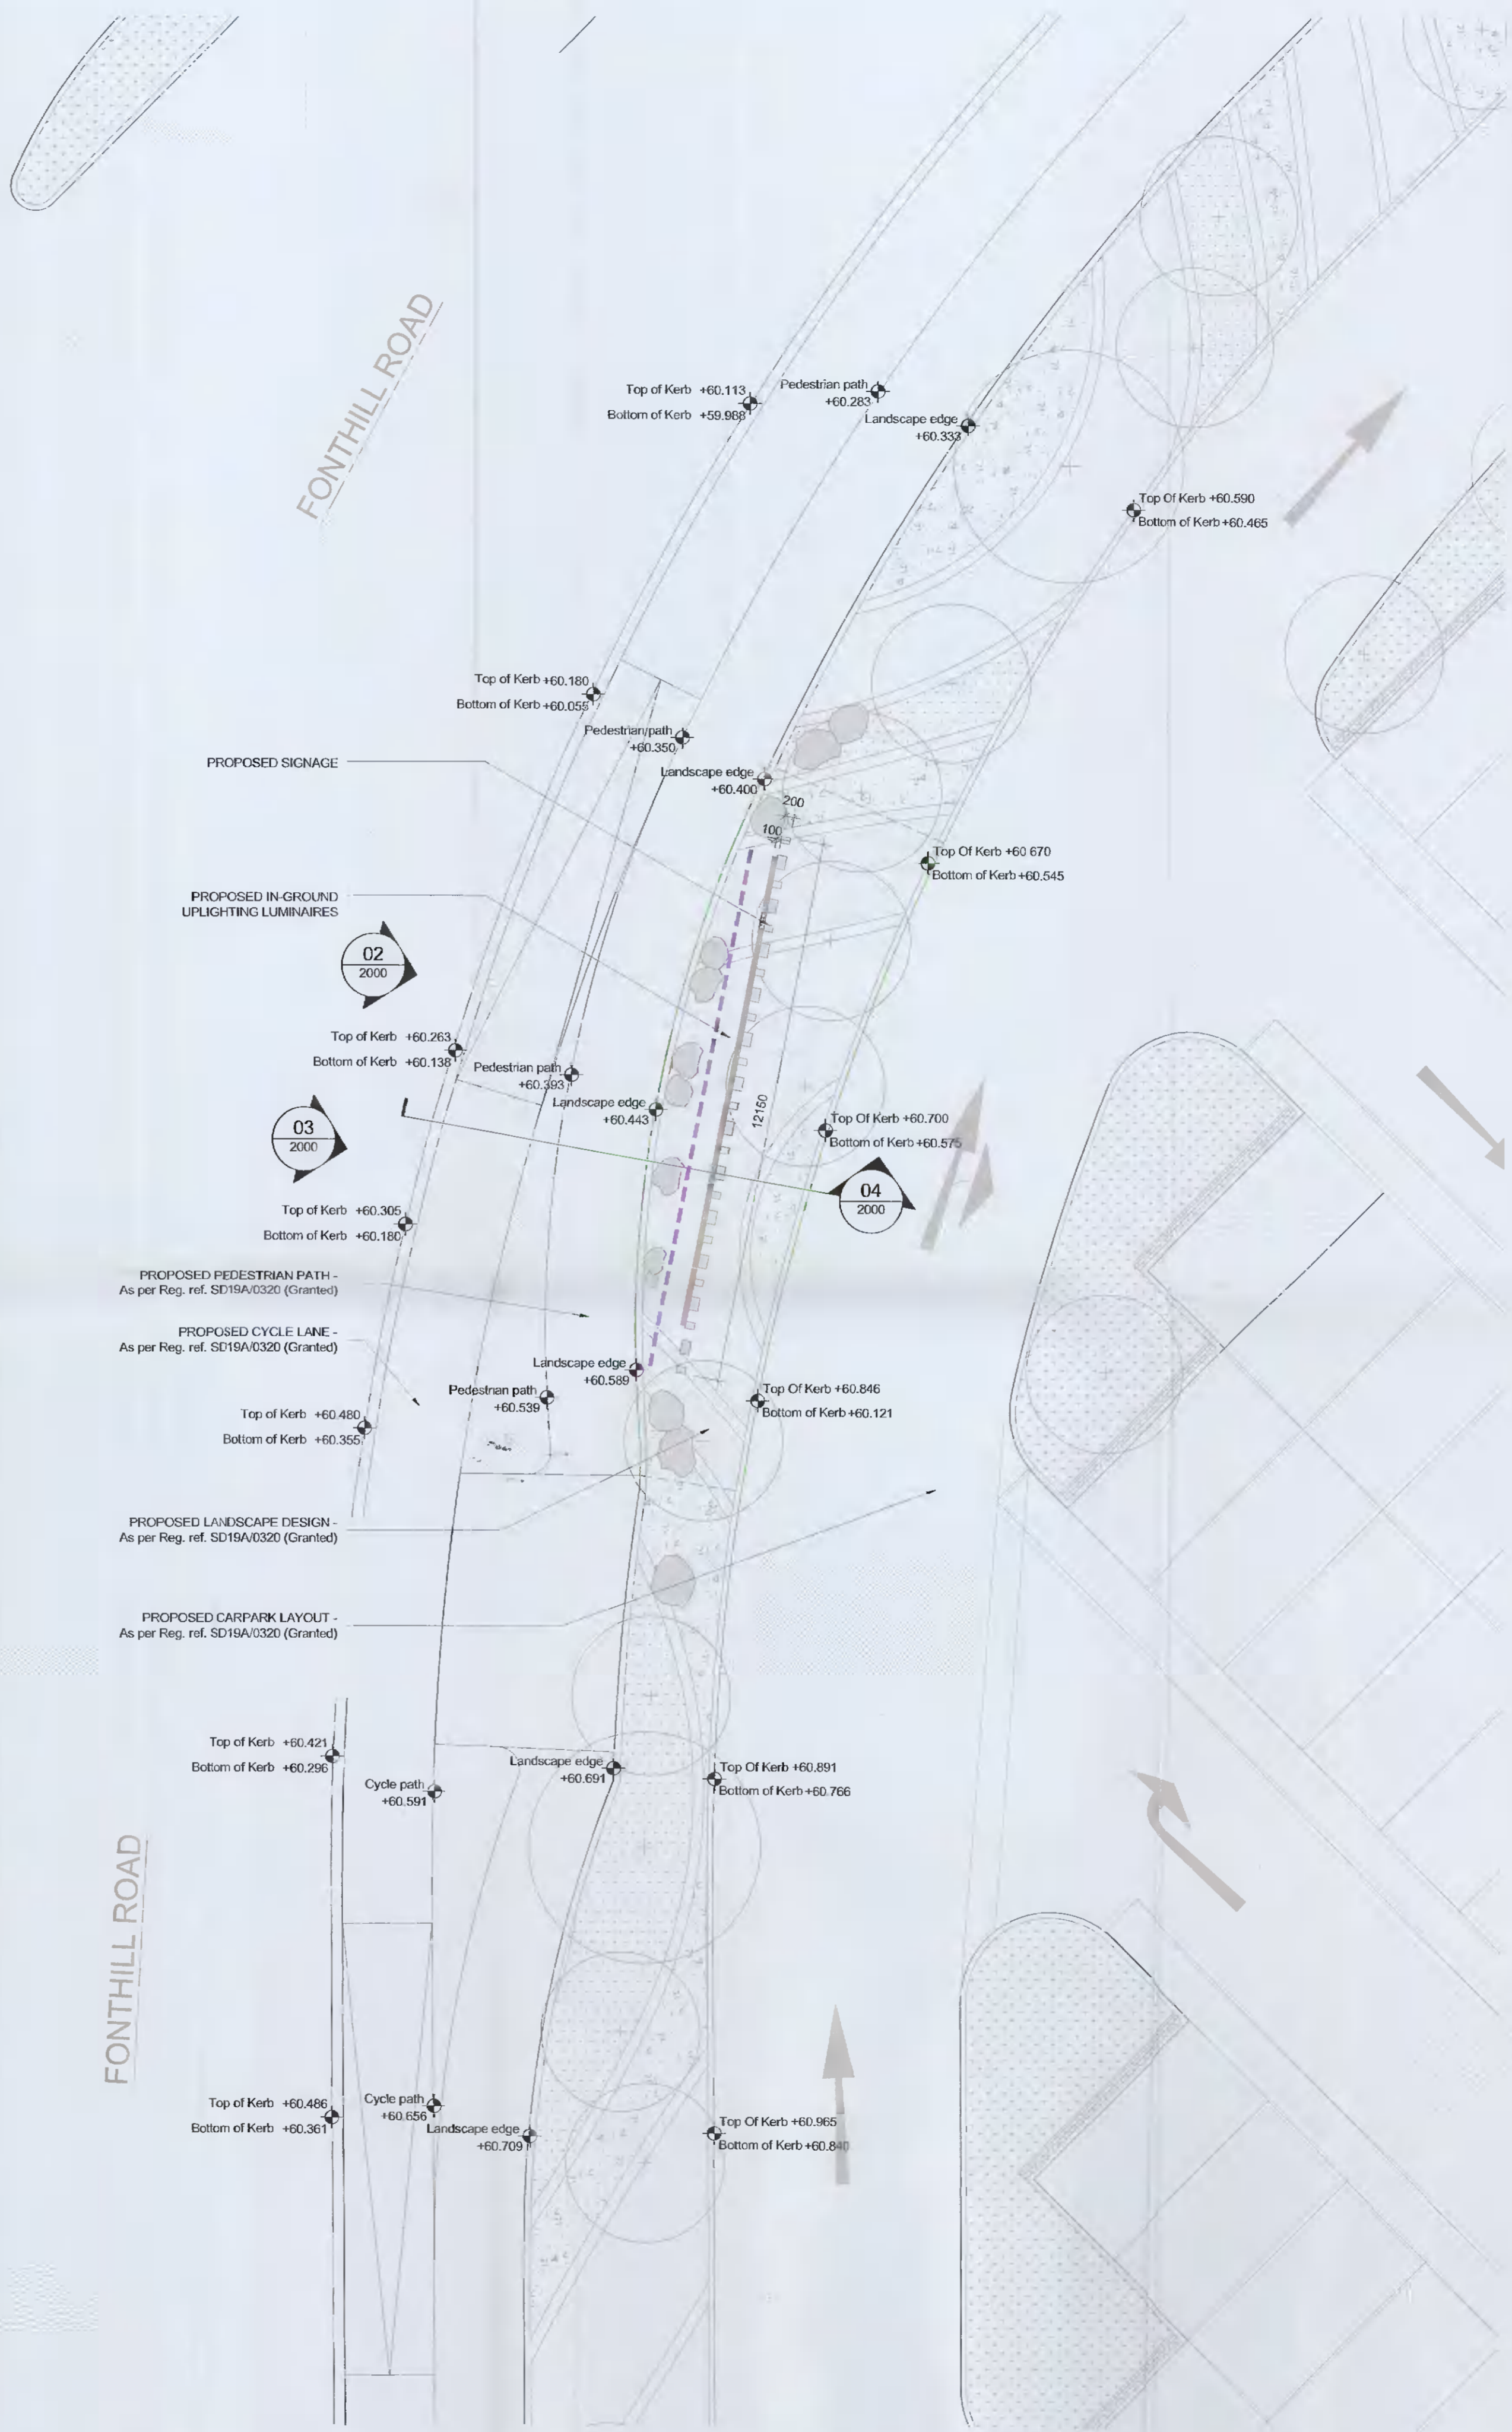 FONTHILL ROAD
Top of Kerb +60.113
Bottom of Kerb +59.988
Pedestrian path
+60.283
Landscape edge
+60.333
Top Of Kerb +60.590
Bottom of Kerb +60.465
Top of Kerb +60.180
Bottom of Kerb +60.055
Pedestrian path
+60.350
PROPOSED SIGNAGE
Landscape edge
+60.400
200
100
Top Of Kerb +60 670
Bottom of Kerb +60.545
PROPOSED IN-GROUND
UPLIGHTING LUMINAIRES
02
2000
Top of Kerb +60.263
Bottom of Kerb +60.138
Pedestrian path
+60.393
Landscape edge
+60.443
12160
Top Of Kerb +60.700
Bottom of Kerb +60.575
03
2000
04
2000
Top of Kerb +60.305
Bottom of Kerb +60.180
PROPOSED PEDESTRIAN PATH -
As per Reg. ref. SD19A/0320 (Granted)
PROPOSED CYCLE LANE -
As per Reg. ref. SD19A/0320 (Granted)
Landscape edge
+60.589
Pedestrian path
+60.539
Top Of Kerb +60.846
Bottom of Kerb +60.121
Top of Kerb +60.480
Bottom of Kerb +60.355
PROPOSED LANDSCAPE DESIGN -
As per Reg. ref. SD19A/0320 (Granted)
PROPOSED CARPARK LAYOUT -
As per Reg. ref. SD19A/0320 (Granted)
Top of Kerb +60.421
Bottom of Kerb +60.296
Cycle path
+60.591
Landscape edge
+60.691
Top Of Kerb +60.891
Bottom of Kerb +60.766
FONTHILL ROAD
Top of Kerb +60.486
Bottom of Kerb +60.361
Cycle path
+60.656
Landscape edge
+60.709
Top Of Kerb +60.965
Bottom of Kerb +60.840